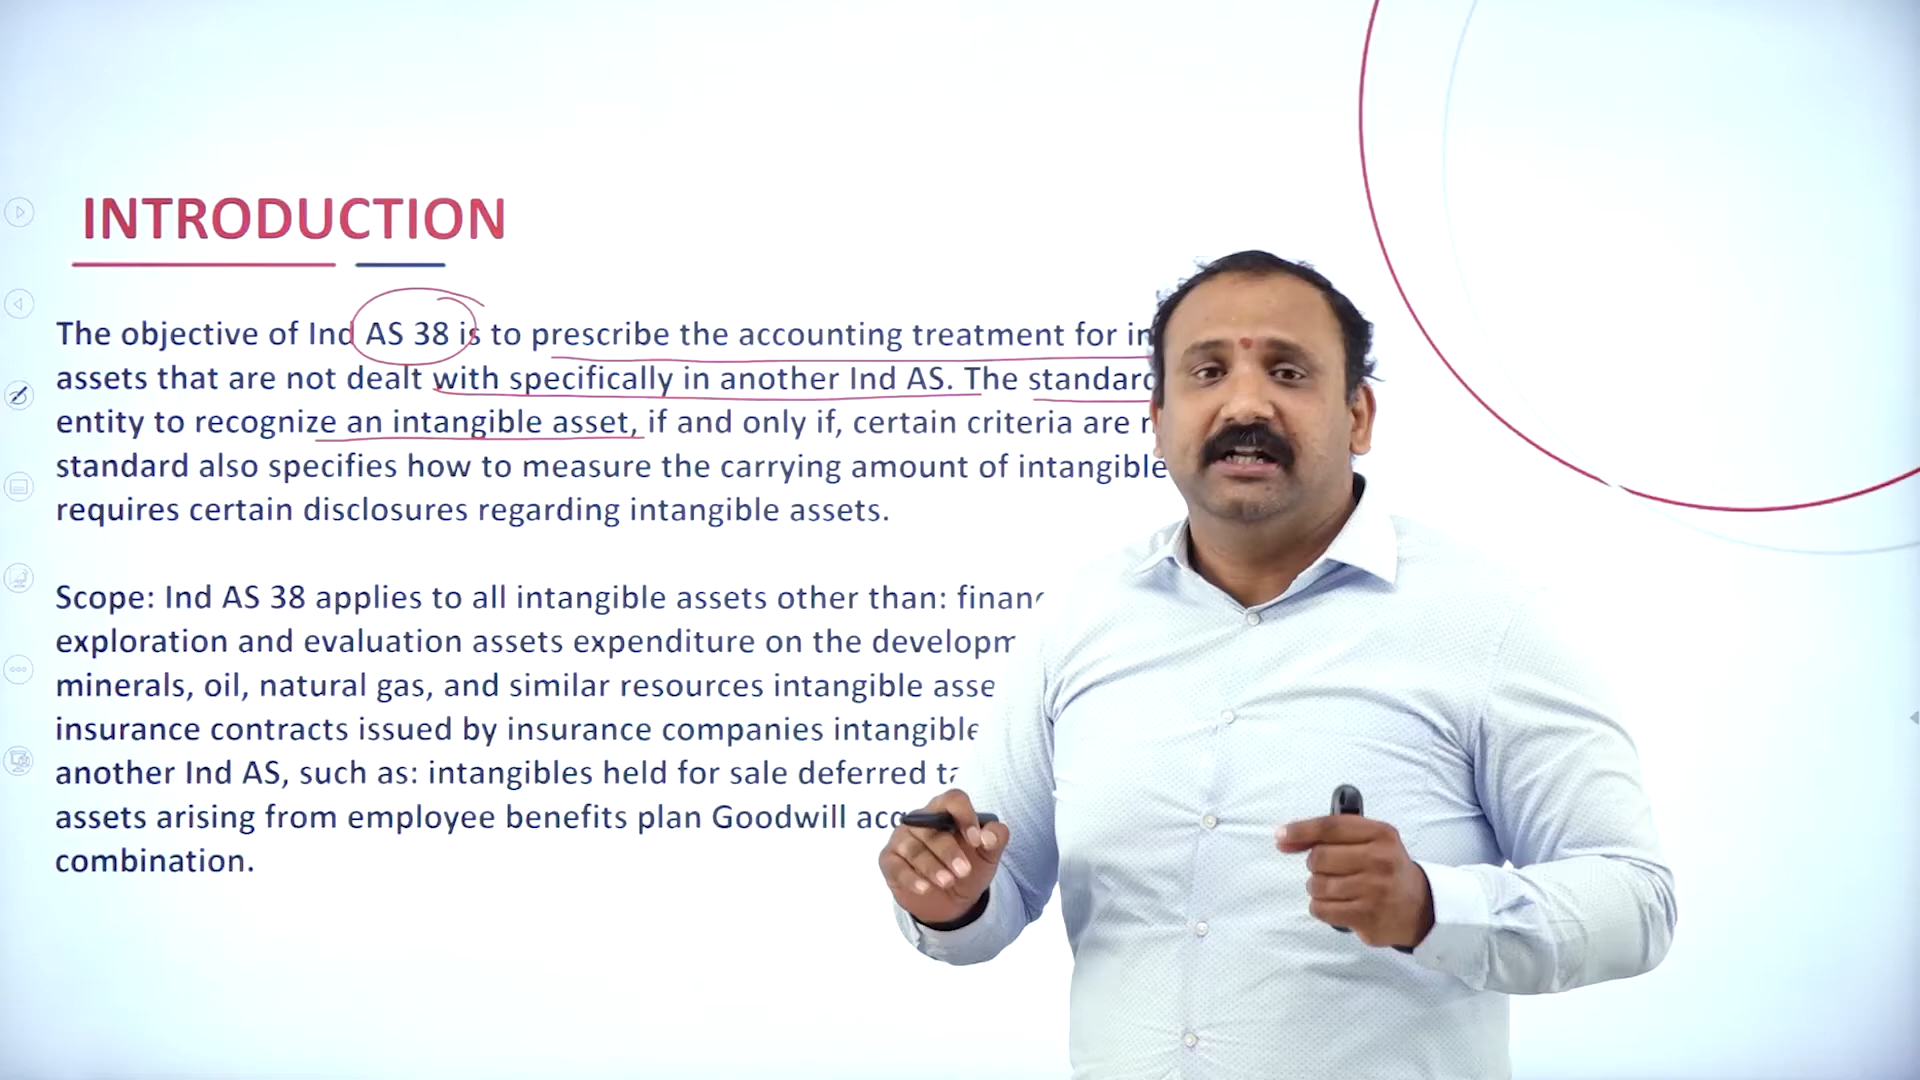 INTRODUCTION
The objective of Ind AS 38 is to prescribe the accounting treatment for
assets that are not dealt with specifically in another Ind AS. The standard
entity to recognize an intangible asset, if and only if, certain criteria are
standard also specifies how to measure the carrying amount of intangible
requires certain disclosures regarding intangible assets.
Scope: Ind AS 38 applies to all intangible assets other than:
exploration and evaluation assets expenditure on the
minerals, oil, natural gas, and similar resources intangible
insurance contracts issued by insurance companies intangible
another Ind AS, such as: intangibles held for sale deferred
assets arising from employee benefits plan Goodwill
combination.